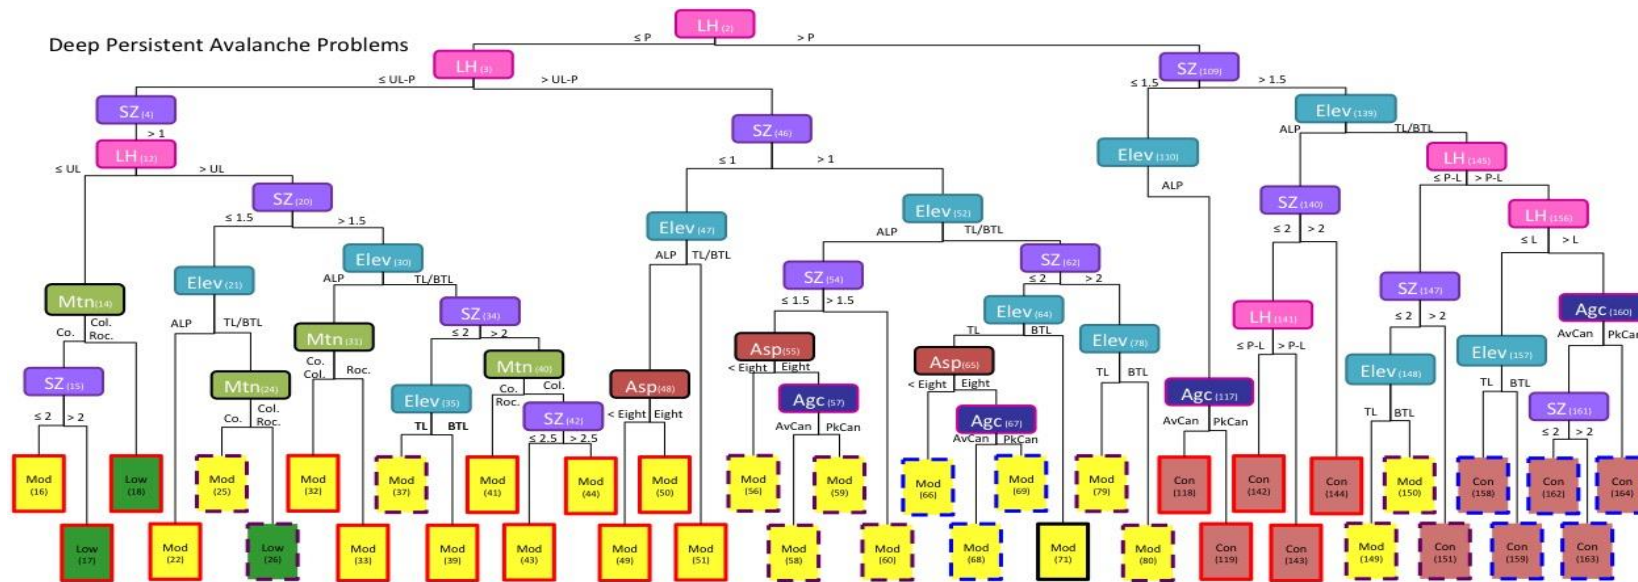 LH (2)
Deep Persistent Avalanche Problems
≤ P > P
LH (3) SZ (109)
≤ UL-P > UL-P ≤ 1.5 > 1.5
SZ (4) Elev (139)
> 1 SZ (46) ALP TL/BTL
LH (12) Elev (110) LH (145)
≤ UL > UL ≤ 1 > 1 ALP ≤ P-L > P-L
SZ (20) SZ (140)
≤ 1.5 > 1.5 Elev (47) Elev (52) LH (156)
ALP TL/BTL ALP TL/BTL ≤ 2 > 2 ≤ L > L
Elev (30) SZ (62)
Elev (21) ALP TL/BTL SZ (54) ≤ 2 > 2 SZ (147)
Mtn (14) ≤ 1.5 > 1.5 Agc (160)
Co. Col. Roc. ALP TL/BTL SZ (34) Elev (64) LH (141) ≤ 2 > 2 AvCan PkCan
Mtn (31) ≤ 2 > 2 TL BTL Elev (78) ≤ P-L > P-L
Co. Col. Roc. Asp (55) Asp (65) Elev (157)
SZ (15) Mtn (24) Mtn (40) < Eight Eight < Eight Eight TL BTL Elev (148) TL BTL
≤ 2 > 2 Co. Col. Roc. Elev (35) Co. Roc. Col. Asp (48) Agc (57) Agc (67) Agc (117) SZ (161)
TL BTL SZ (42) < Eight Eight AvCan PkCan AvCan PkCan AvCan PkCan TL BTL ≤ 2 > 2
≤ 2.5 > 2.5
Mod (16) Low (18) Mod (25) Mod (32) Mod (37) Mod (41) Mod (44) Mod (50) Mod (56) Mod (59) Mod (66) Mod (69) Mod (79) Con (118) Con (142) Con (144) Mod (150) Con (158) Con (162) Con (164)
Low (17) Mod (22) Low (26) Mod (33) Mod (39) Mod (43) Mod (49) Mod (51) Mod (58) Mod (60) Mod (68) Mod (71) Mod (80) Con (119) Con (143) Mod (149) Con (151) Con (159) Con (163)